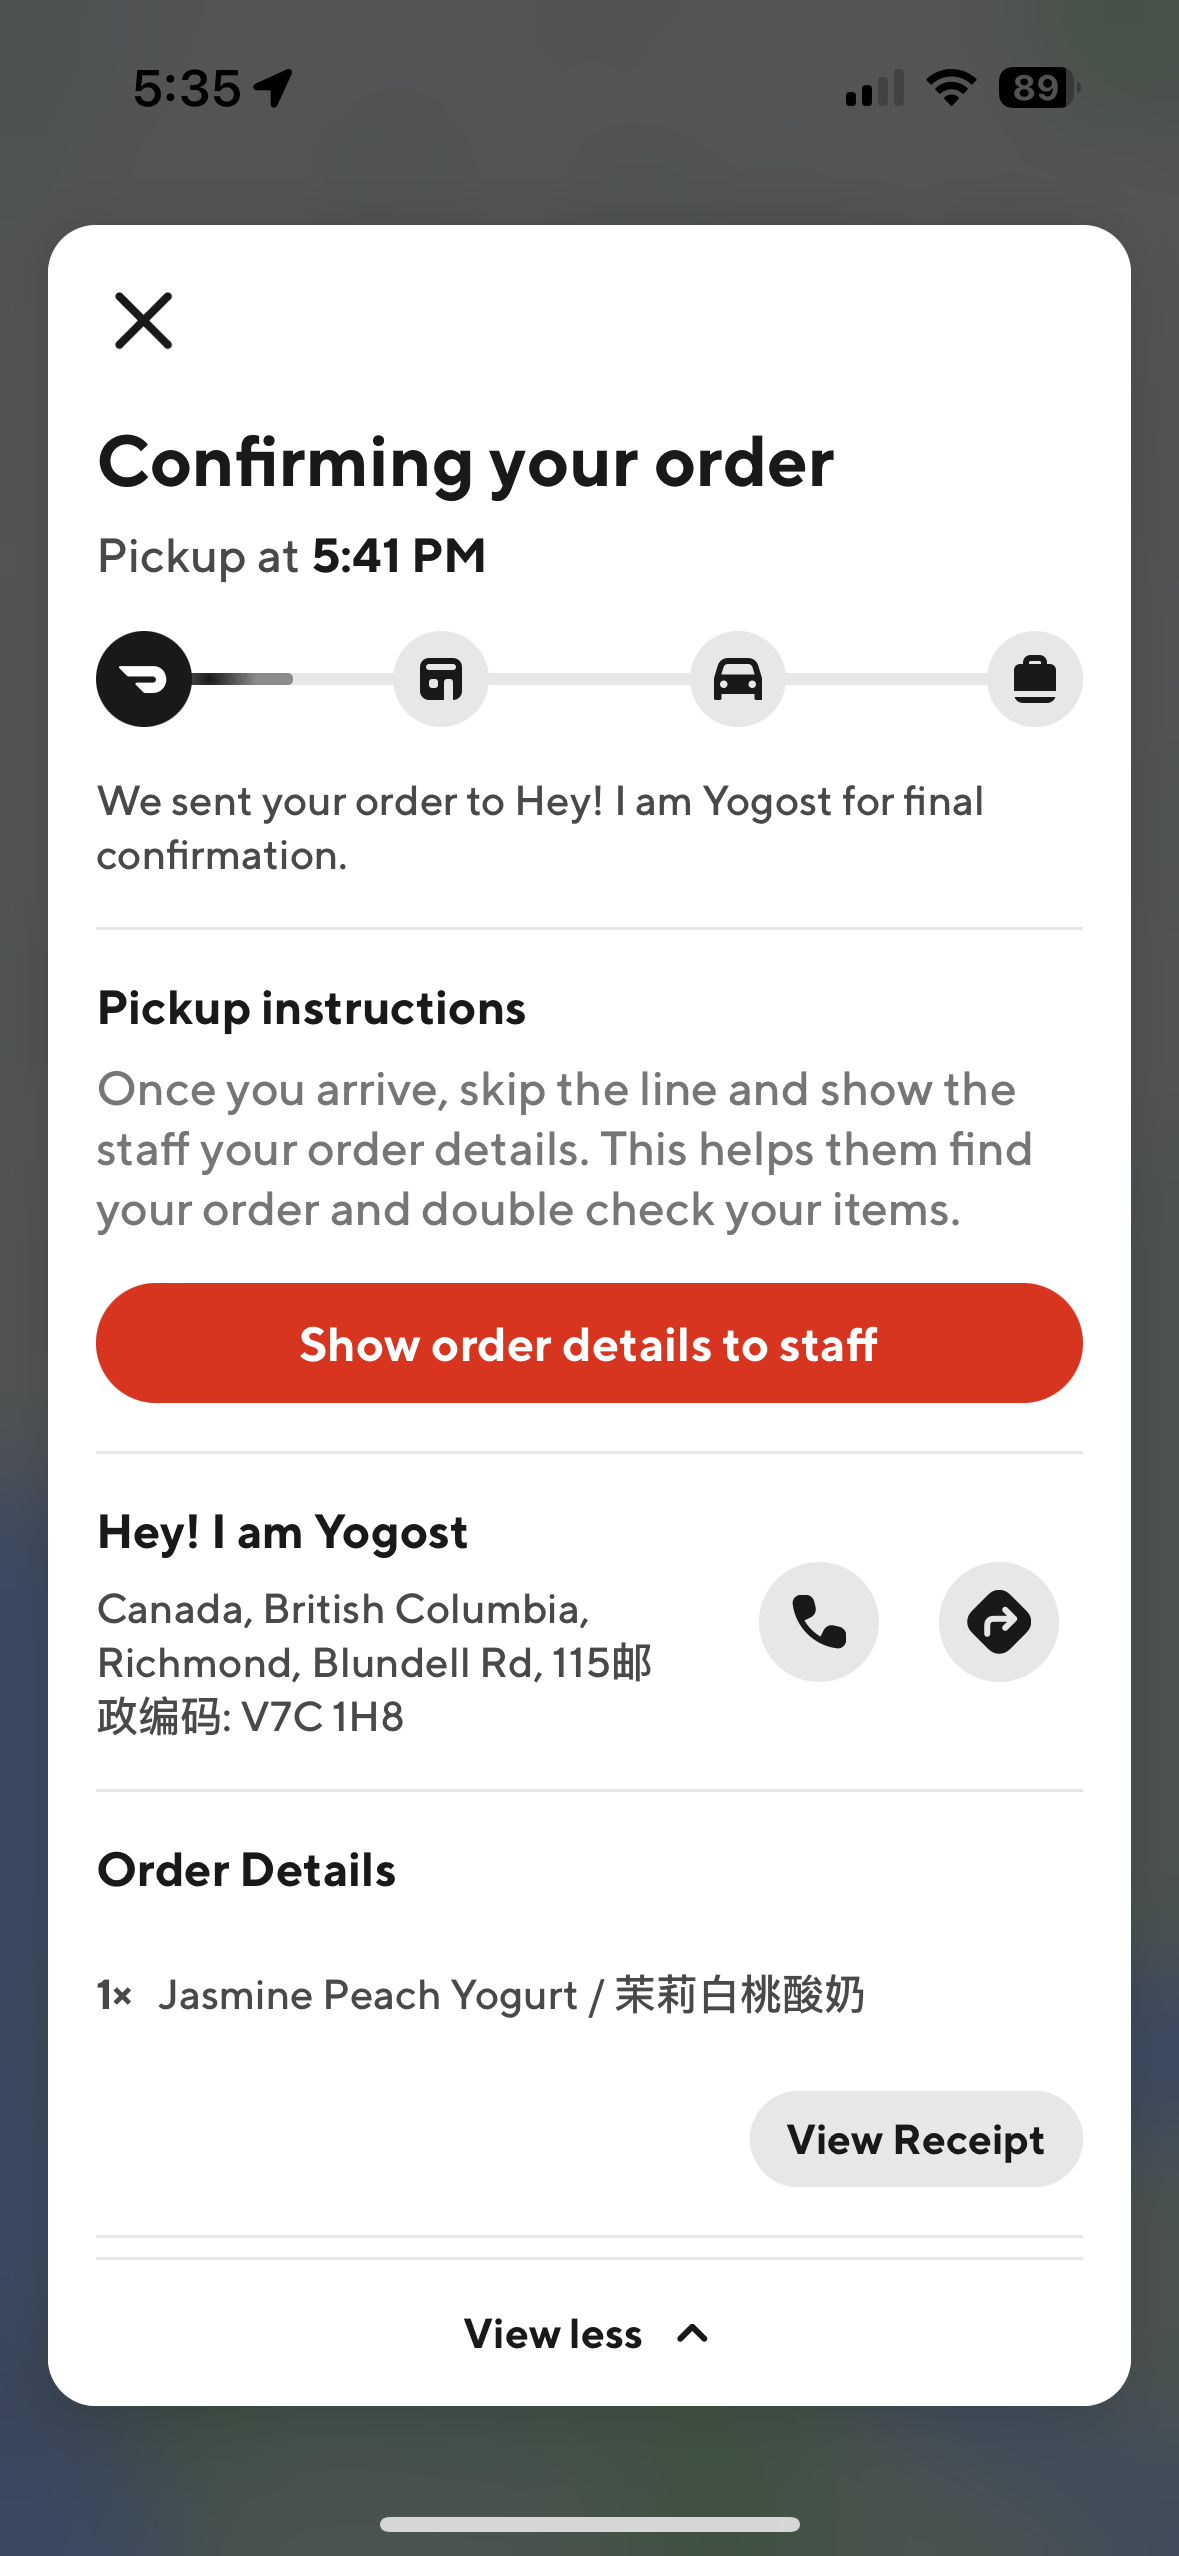 5:35
89
Confirming your order
Pickup at 5:41 PM
We sent your order to Hey! I am Yogost for final
confirmation.
Pickup instructions
Once you arrive, skip the line and show the
staff your order details. This helps them find
your order and double check your items.
Show order details to staff
Hey! I am Yogost
Canada, British Columbia,
Richmond, Blundell Rd, 115邮
政编码: V7C 1H8
Order Details
1× Jasmine Peach Yogurt / 茉莉白桃酸奶
View Receipt
View less